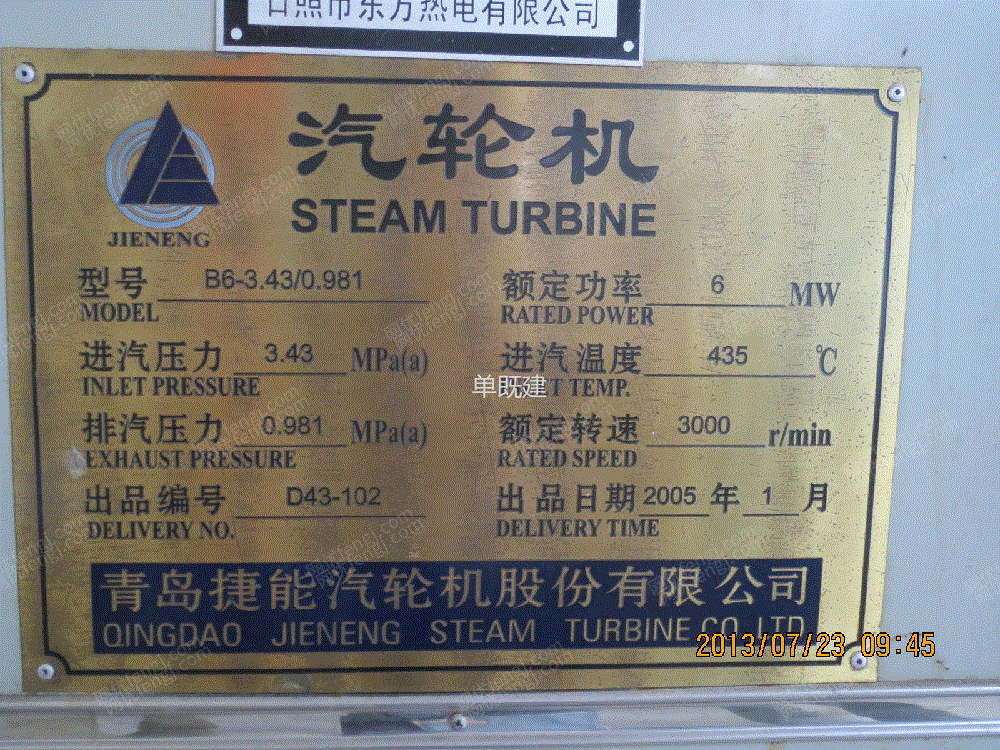 日照市东方热电有限公司
汽轮机
STEAM TURBINE
JIENENG
型号 B6-3.43/0.981
MODEL
额定功率 6 MW
RATED POWER
进汽压力 3.43 MPa(a)
INLET PRESSURE
进汽温度 435 ℃
单既建
T TEMP.
排汽压力 0.981 MPa(a)
EXHAUST PRESSURE
额定转速 3000 r/min
RATED SPEED
出品编号 D43-102
DELIVERY NO.
出品日期 2005 年 1 月
DELIVERY TIME
青岛捷能汽轮机股份有限公司
QINGDAO JIENENG STEAM TURBINE CO. LTD
2013/07/23 09:45